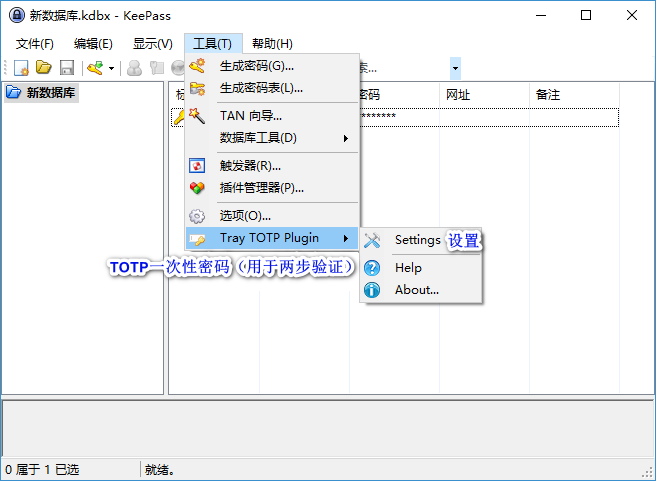 新数据库.kdbx - KeePass
文件(F) 编辑(E) 显示(V) 工具(T) 帮助(H)
生成密码(G)...
生成密码表(L)...
TAN 向导...
数据库工具(D)
触发器(R)...
插件管理器(P)...
选项(O)...
Tray TOTP Plugin
Settings 设置
Help
About...
TOTP一次性密码（用于两步验证）
新数据库
密码 网址 备注
*******
0 属于 1 已选 就绪。